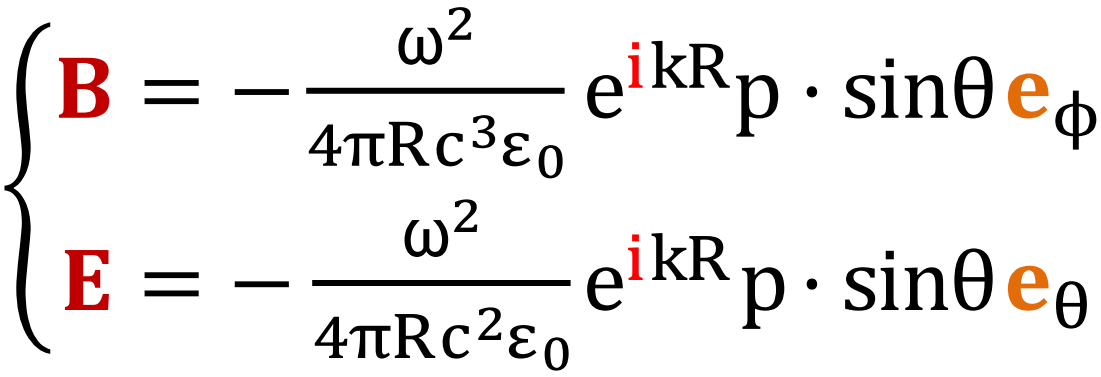 B = − ω²/4πRc³ε₀ e^{ikR} p · sinθ e_ϕ
E = − ω²/4πRc²ε₀ e^{ikR} p · sinθ e_θ